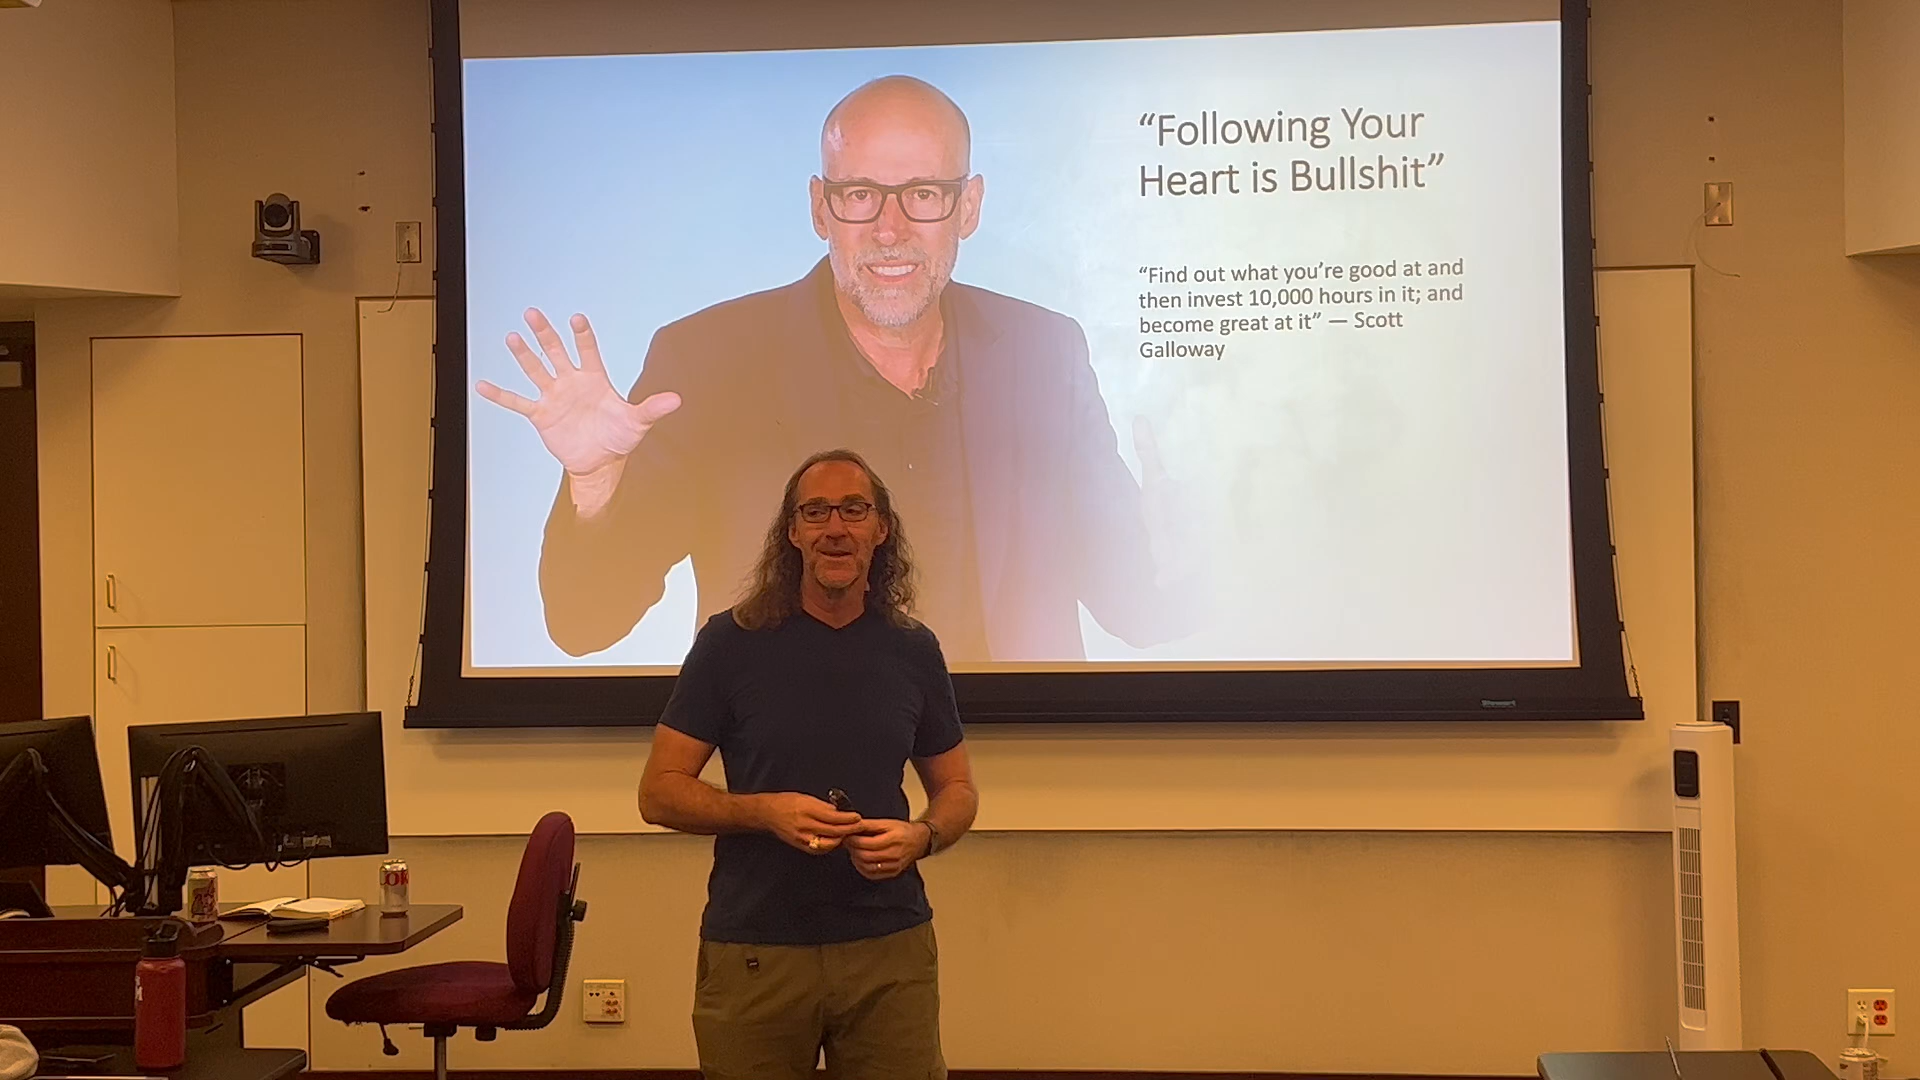 “Following Your
Heart is Bullshit”
“Find out what you’re good at and
then invest 10,000 hours in it; and
become great at it” — Scott
Galloway
Stewart